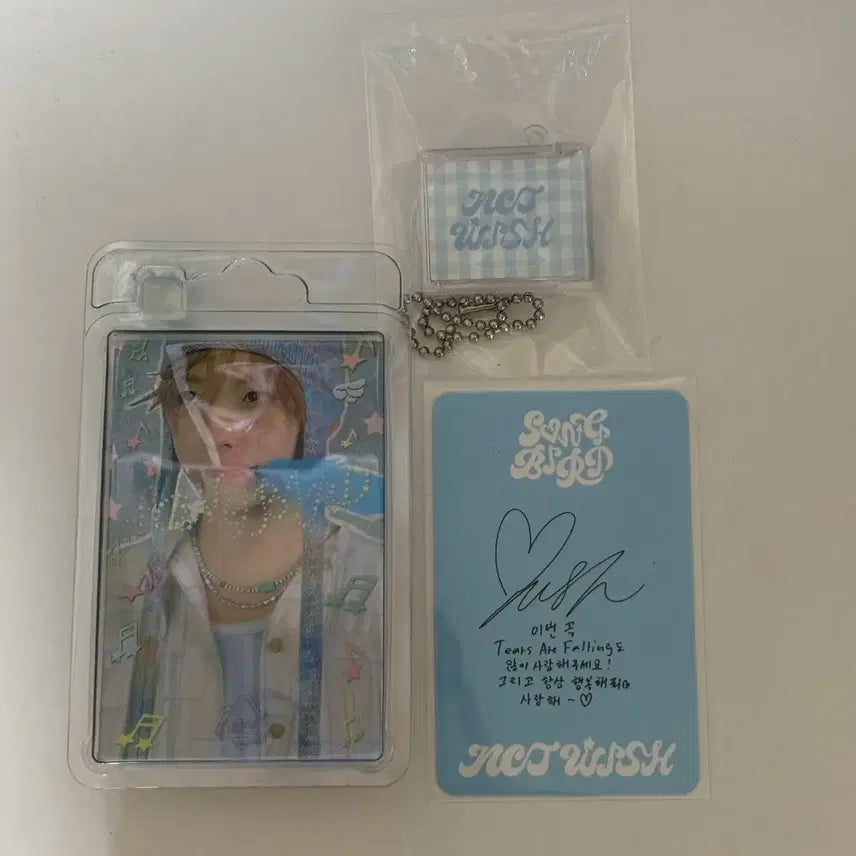 NCT
WISH
SONG
BIRD
이번 곡
Tears Are Falling도
많이 사랑해주세요!
그리고 항상 행복해줘야
사랑해~♡
NCT WISH